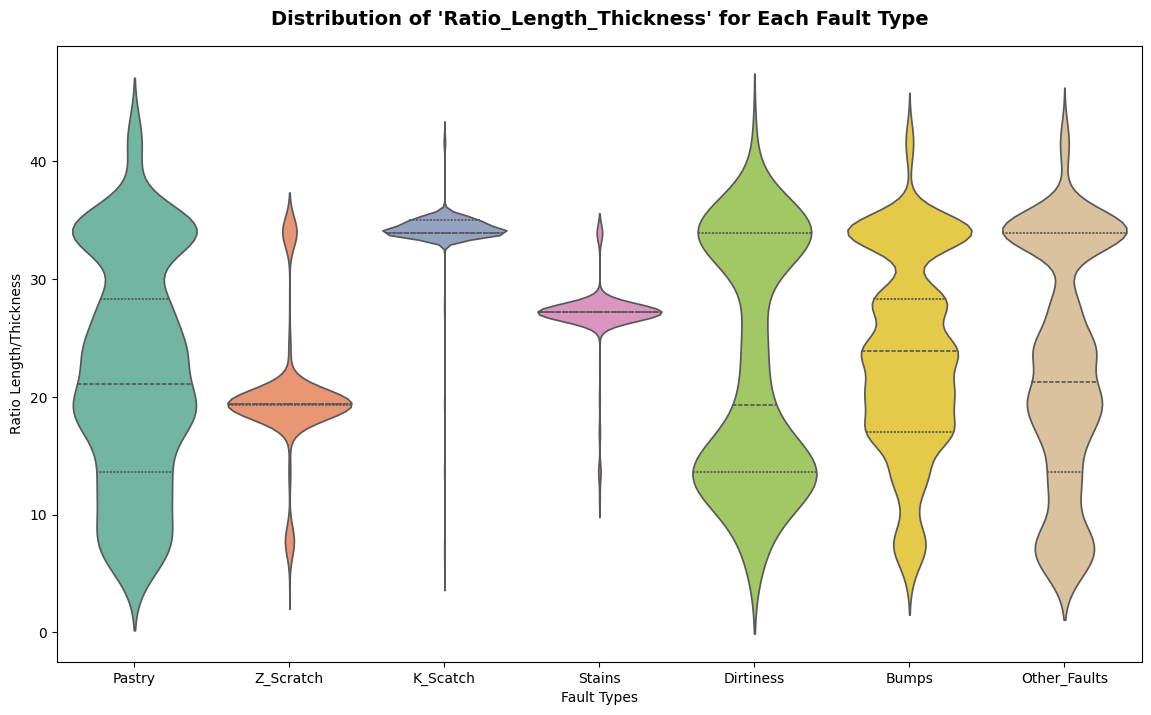 Distribution of 'Ratio_Length_Thickness' for Each Fault Type
Ratio Length/Thickness
40
30
20
10
0
Pastry
Z_Scratch
K_Scatch
Stains
Dirtiness
Bumps
Other_Faults
Fault Types